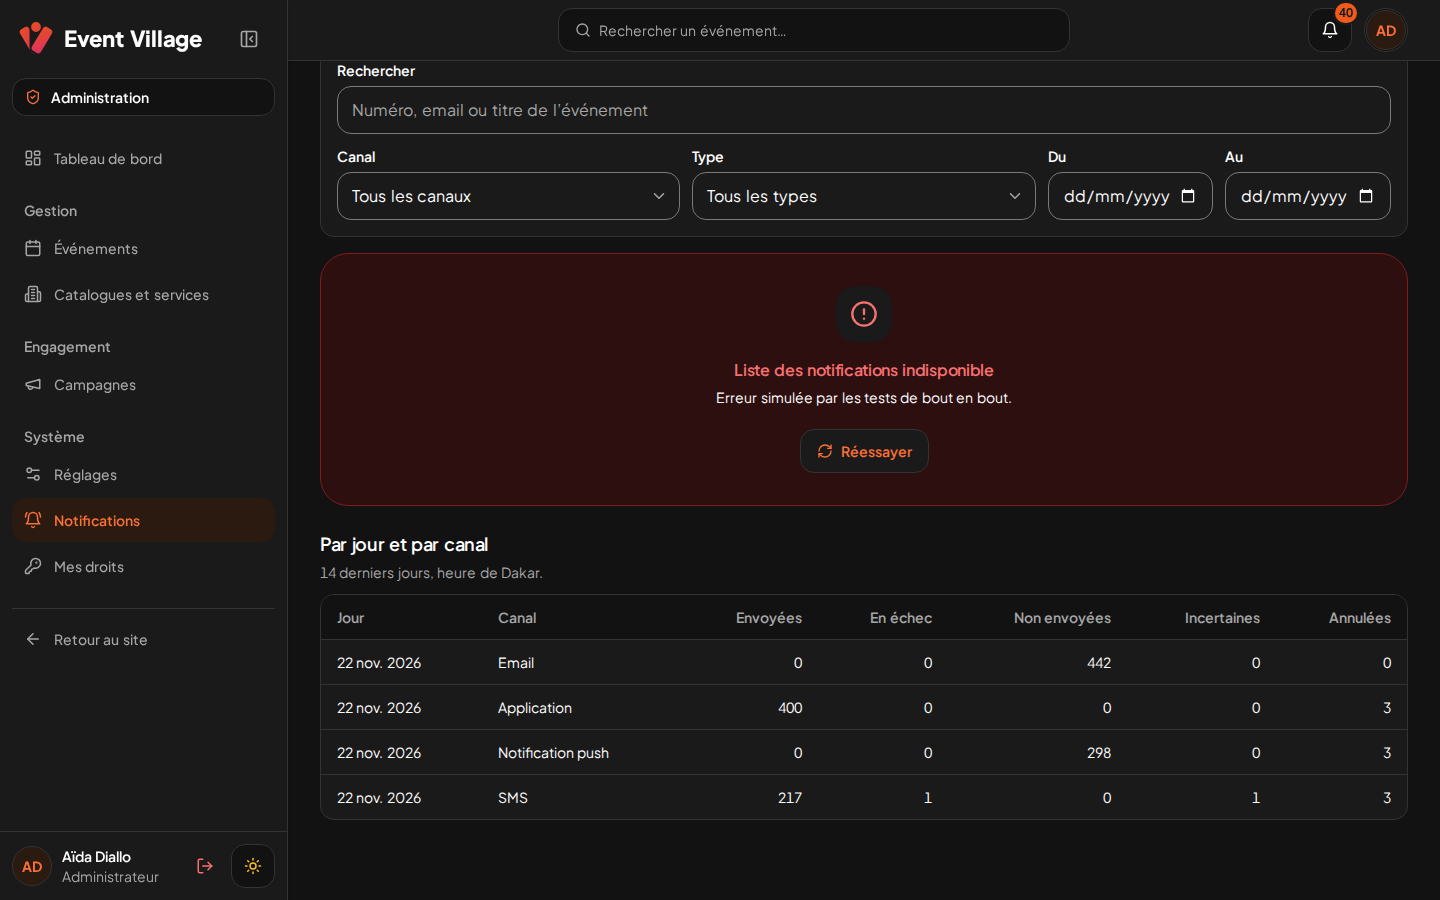 Event Village
Administration
Tableau de bord
Gestion
Événements
Catalogues et services
Engagement
Campagnes
Système
Réglages
Notifications
Mes droits
Retour au site
AD
Aïda Diallo
Administrateur
Rechercher un événement...
40
AD
Rechercher
Numéro, email ou titre de l'événement
Canal Type Du Au
Tous les canaux Tous les types dd/mm/yyyy dd/mm/yyyy
Liste des notifications indisponible
Erreur simulée par les tests de bout en bout.
Réessayer
Par jour et par canal
14 derniers jours, heure de Dakar.
Jour Canal Envoyées En échec Non envoyées Incertaines Annulées
22 nov. 2026 Email 0 0 442 0 0
22 nov. 2026 Application 400 0 0 0 3
22 nov. 2026 Notification push 0 0 298 0 3
22 nov. 2026 SMS 217 1 0 1 3